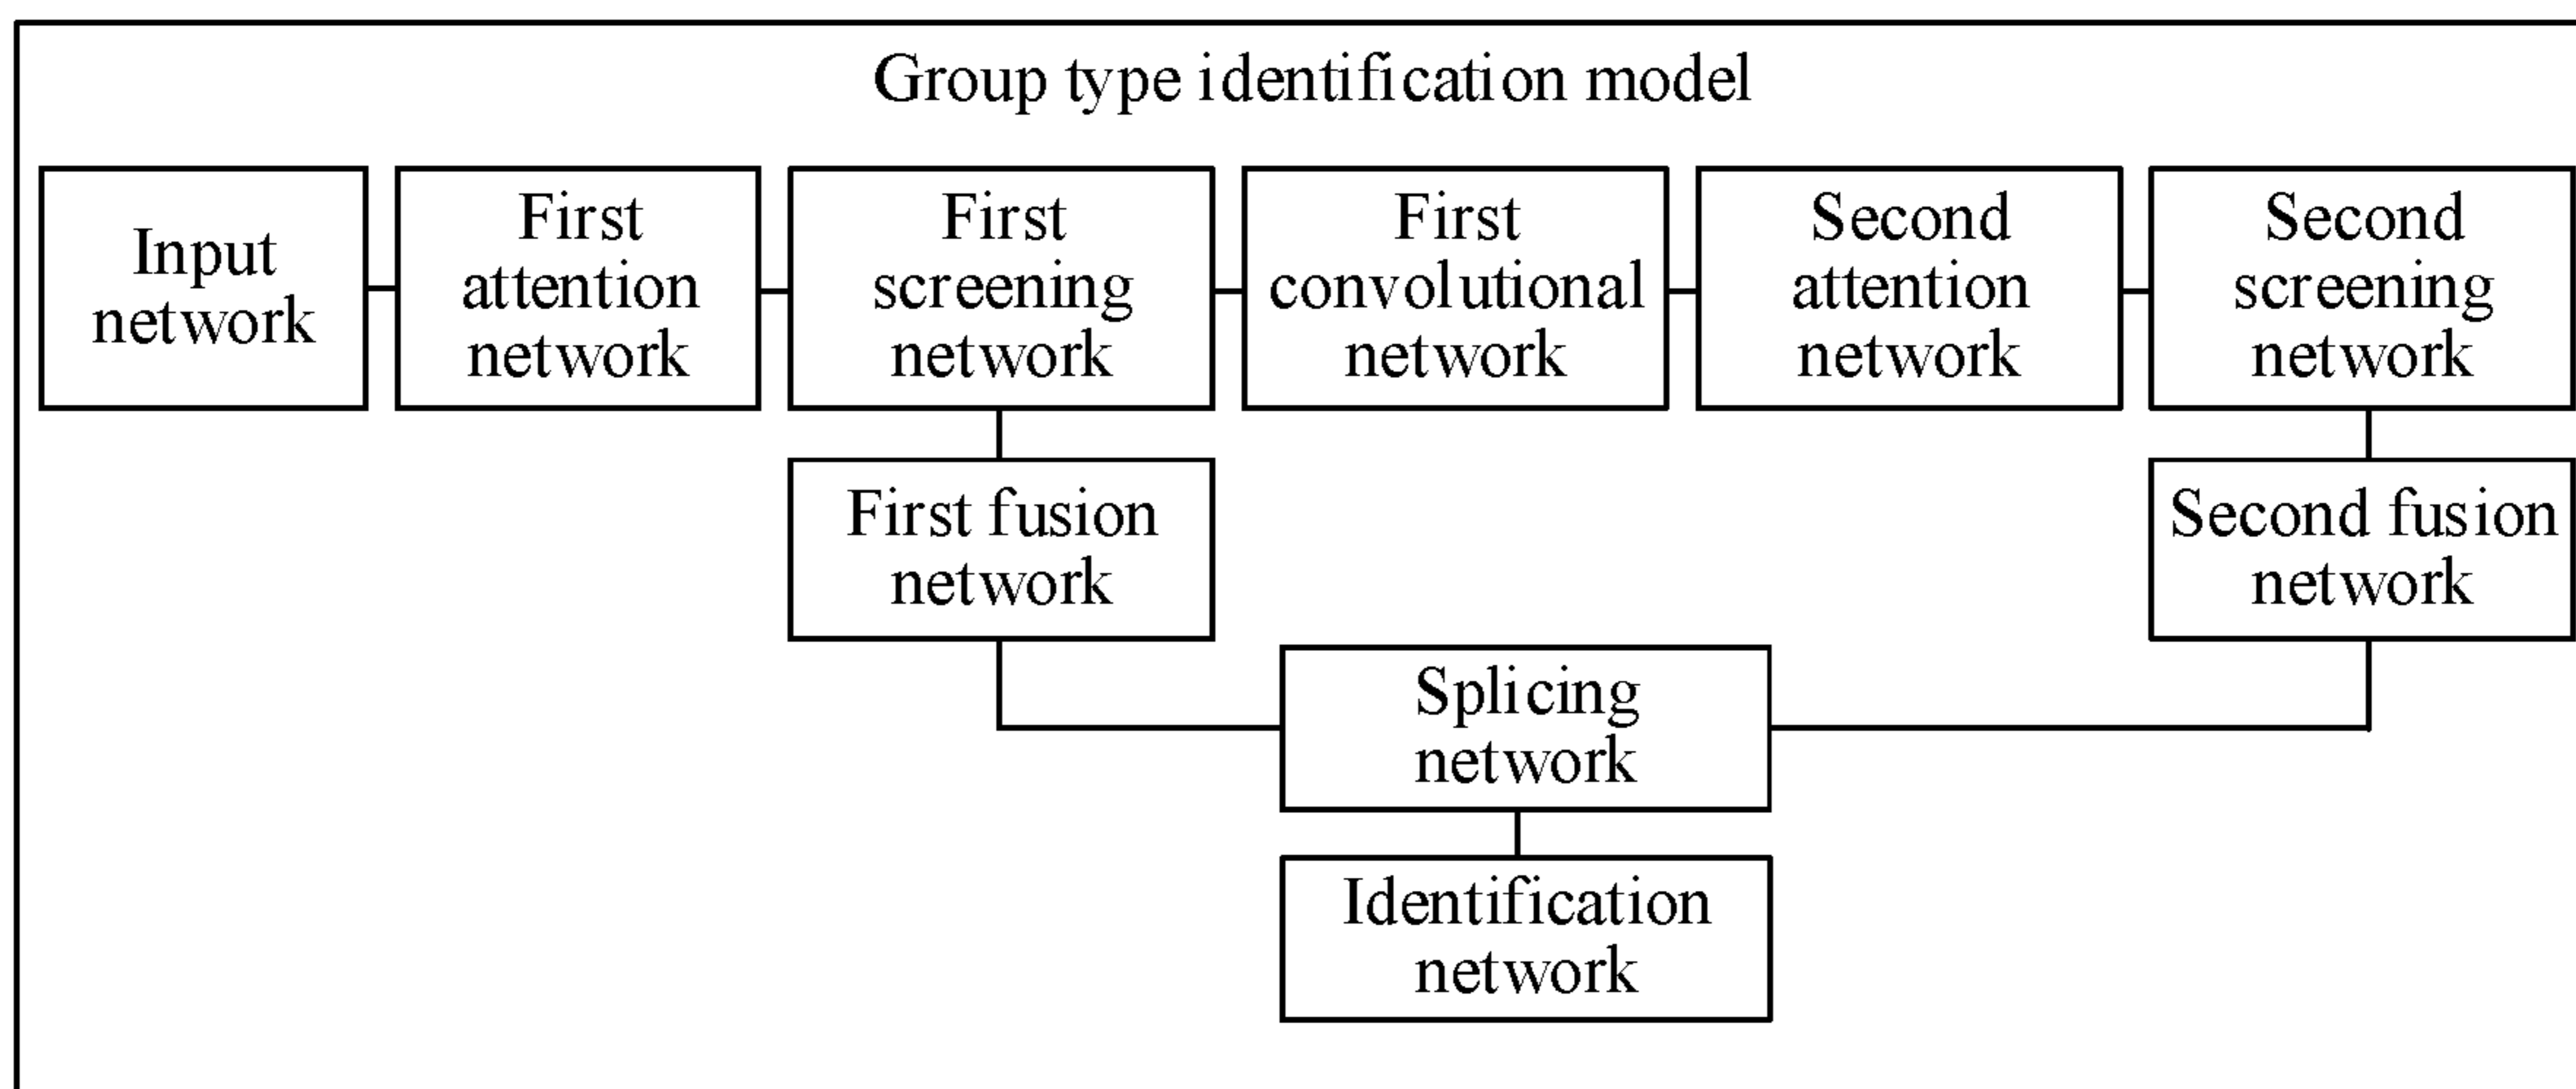 Group type identification model
Input
network
First
attention
network
First
screening
network
First
convolutional
network
Second
attention
network
Second
screening
network
First fusion
network
Second fusion
network
Splicing
network
Identification
network